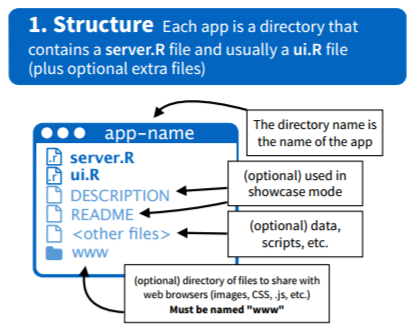 1. Structure Each app is a directory that
contains a server.R file and usually a ui.R file
(plus optional extra files)
app-name
The directory name is
the name of the app
.r server.R
.r ui.R
DESCRIPTION
README
(optional) used in
showcase mode
<other files>
(optional) data,
scripts, etc.
www
(optional) directory of files to share with
web browsers (images, CSS, .js, etc.)
Must be named "www"